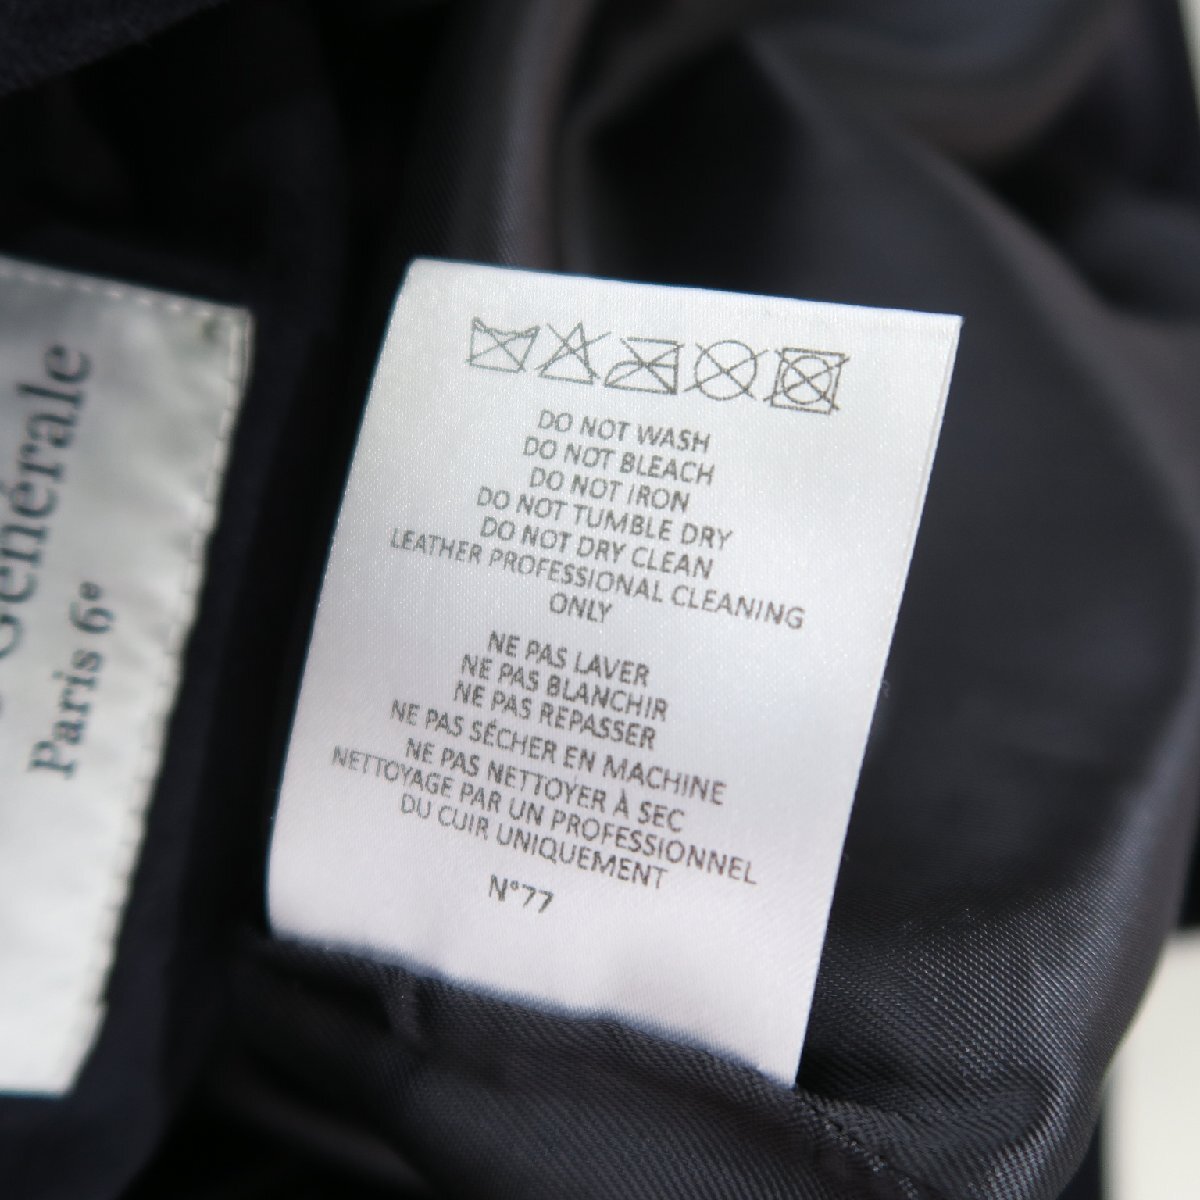 Générale
Paris 6e
DO NOT WASH
DO NOT BLEACH
DO NOT IRON
DO NOT TUMBLE DRY
DO NOT DRY CLEAN
LEATHER PROFESSIONAL CLEANING
ONLY
NE PAS LAVER
NE PAS BLANCHIR
NE PAS REPASSER
NE PAS SÉCHER EN MACHINE
NE PAS NETTOYER À SEC
NETTOYAGE PAR UN PROFESSIONNEL
DU CUIR UNIQUEMENT
N°77